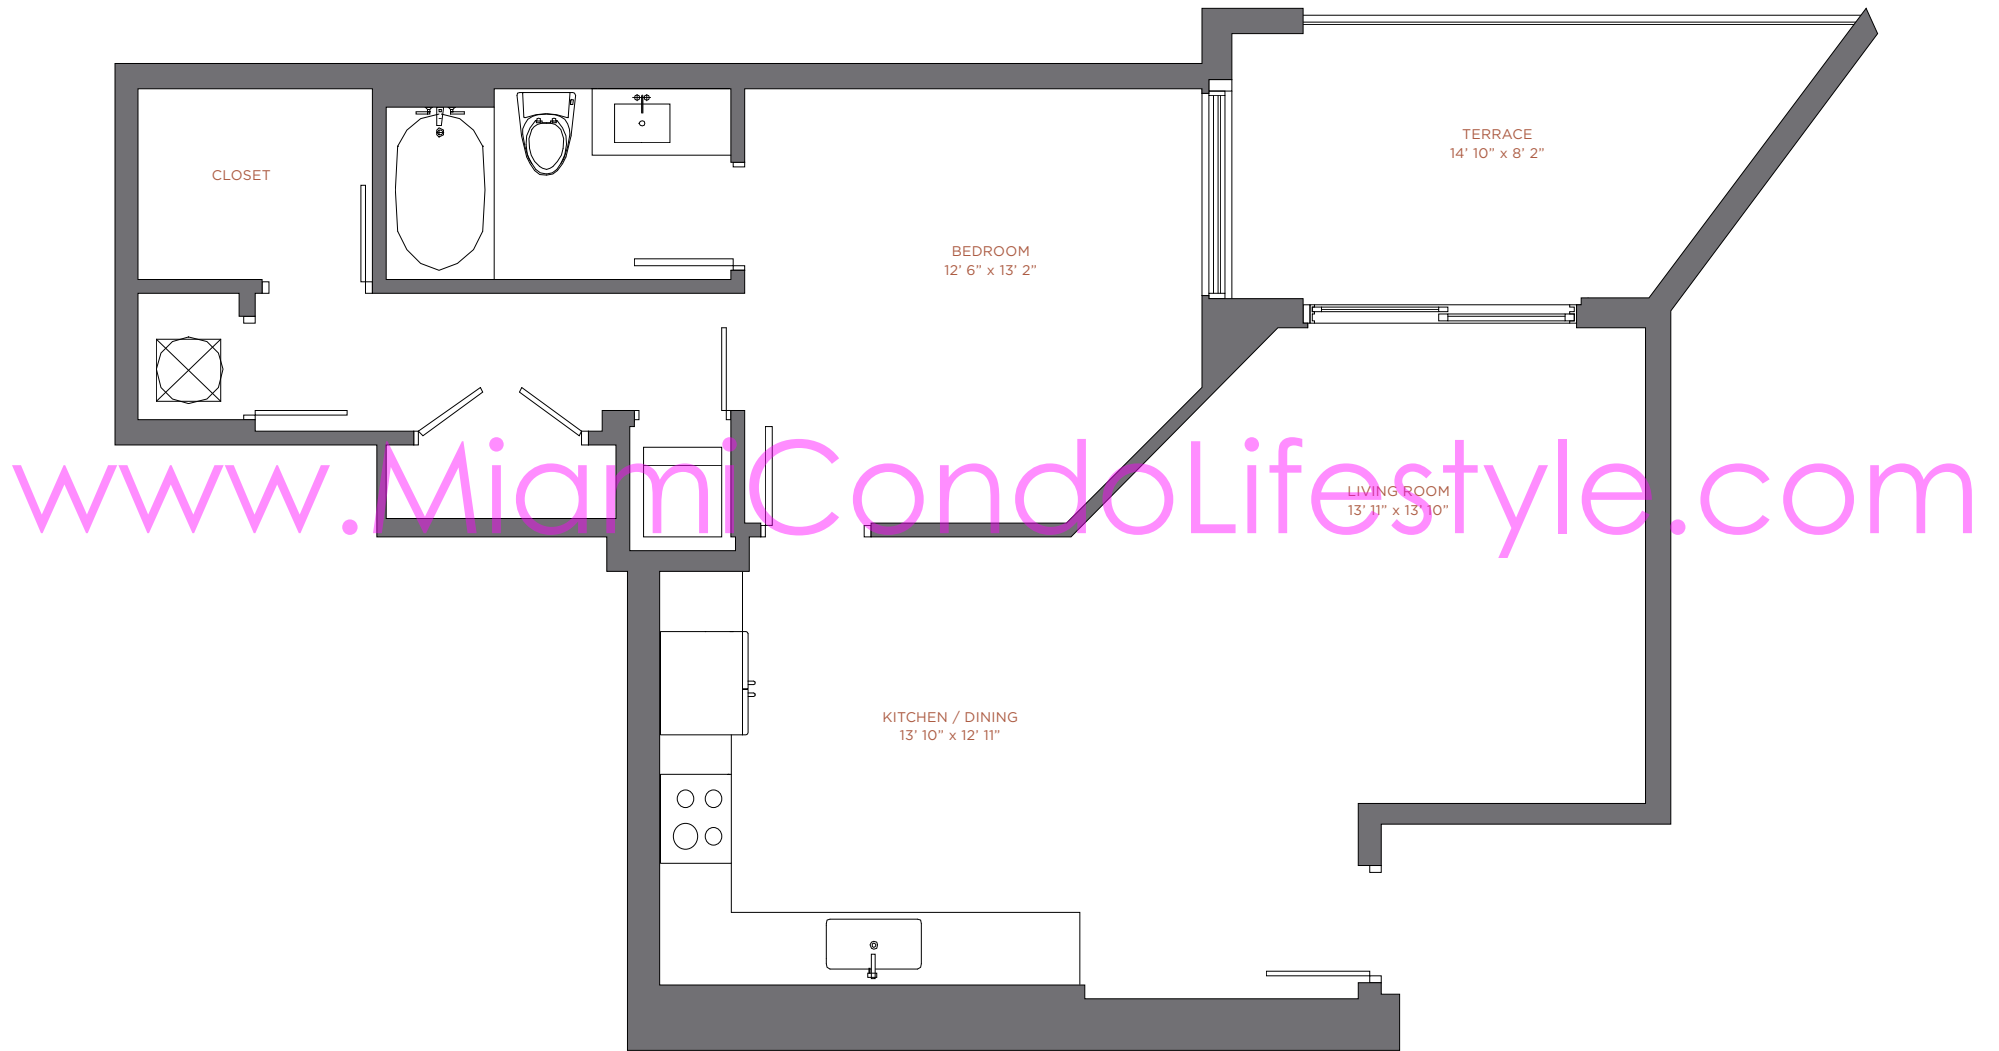 TERRACE
14’ 10” x 8’ 2”
CLOSET
BEDROOM
12’ 6” x 13’ 2”
www.MiamiCondoLifestyle.com
LIVING ROOM
13’ 11” x 13’ 10”
KITCHEN / DINING
13’ 10” x 12’ 11”